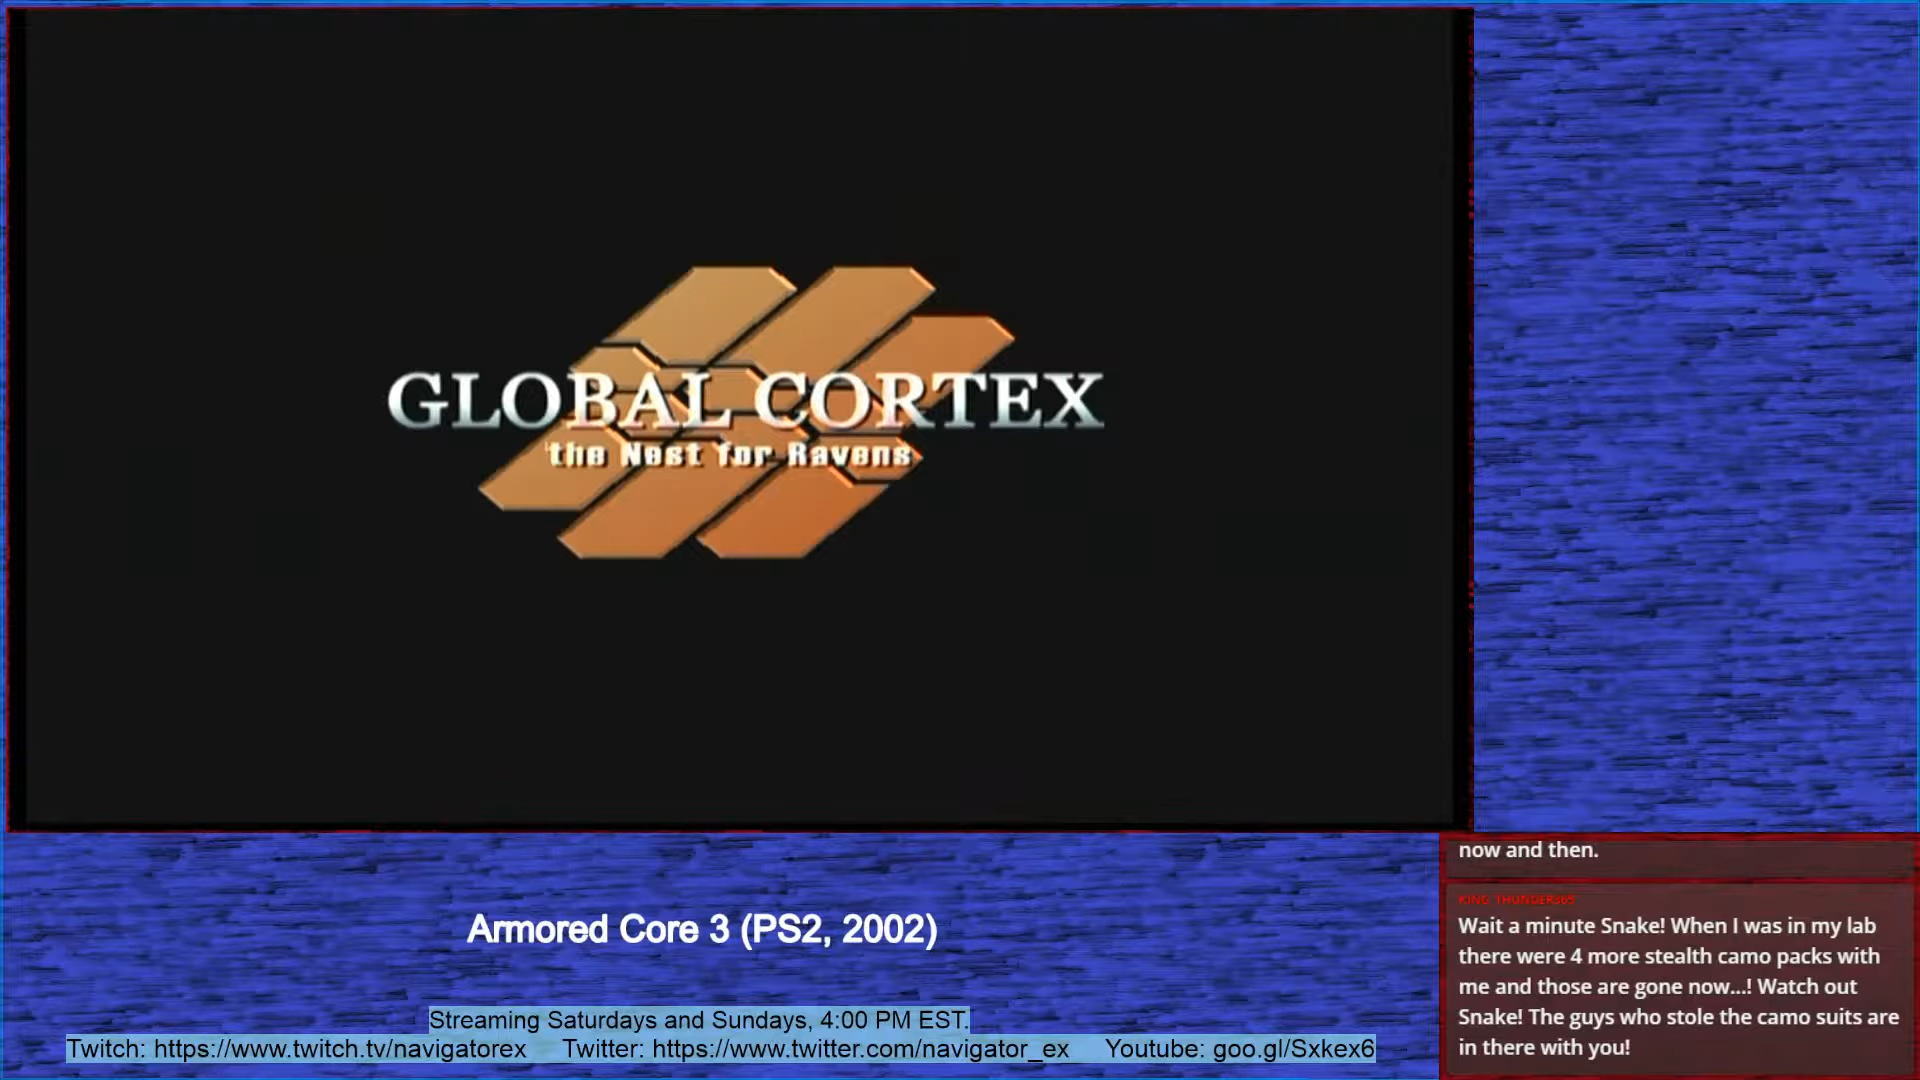 GLOBAL CORTEX
the Nest for Ravens
now and then.
KING_THUNDER365
Wait a minute Snake! When I was in my lab
there were 4 more stealth camo packs with
me and those are gone now...! Watch out
Snake! The guys who stole the camo suits are
in there with you!
Armored Core 3 (PS2, 2002)
Streaming Saturdays and Sundays, 4:00 PM EST.
Twitch: https://www.twitch.tv/navigatorex Twitter: https://www.twitter.com/navigator_ex Youtube: goo.gl/Sxkex6